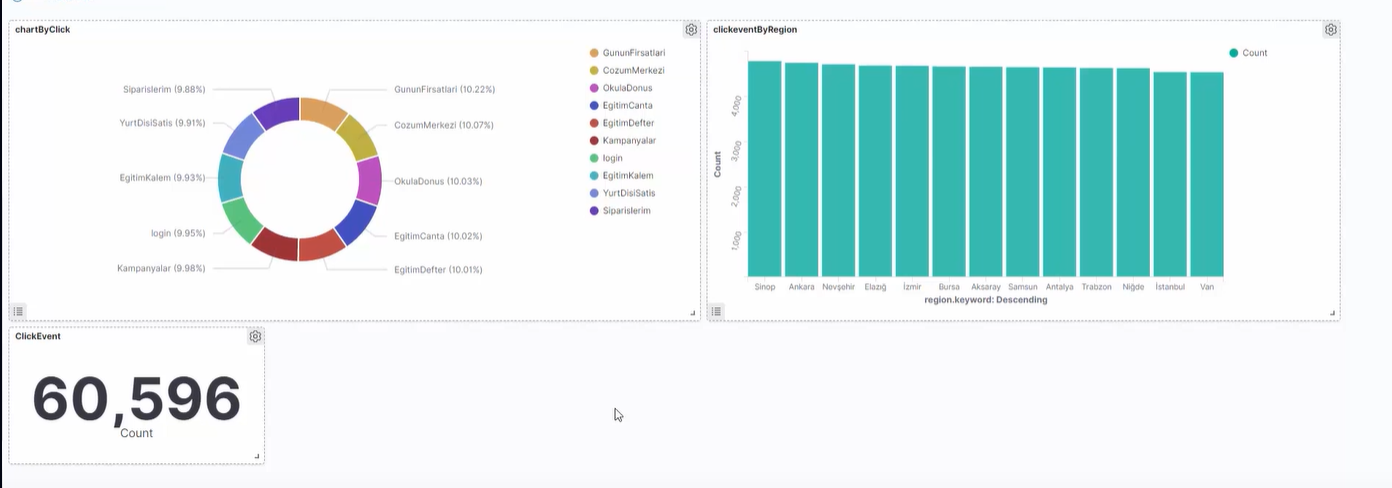 chartByClick
Siparislerim (9.88%)
YurtDisiSatis (9.91%)
EgitimKalem (9.93%)
login (9.95%)
Kampanyalar (9.98%)
GununFirsatlari (10.22%)
CozumMerkezi (10.07%)
OkulaDonus (10.03%)
EgitimCanta (10.02%)
EgitimDefter (10.01%)
GununFirsatlari
CozumMerkezi
OkulaDonus
EgitimCanta
EgitimDefter
Kampanyalar
login
EgitimKalem
YurtDisiSatis
Siparislerim
clickeventByRegion
Count
4,000
3,000
2,000
1,000
Count
Sinop Ankara Nevşehir Elazığ İzmir Bursa Aksaray Samsun Antalya Trabzon Niğde İstanbul Van
region.keyword: Descending
ClickEvent
60,596
Count